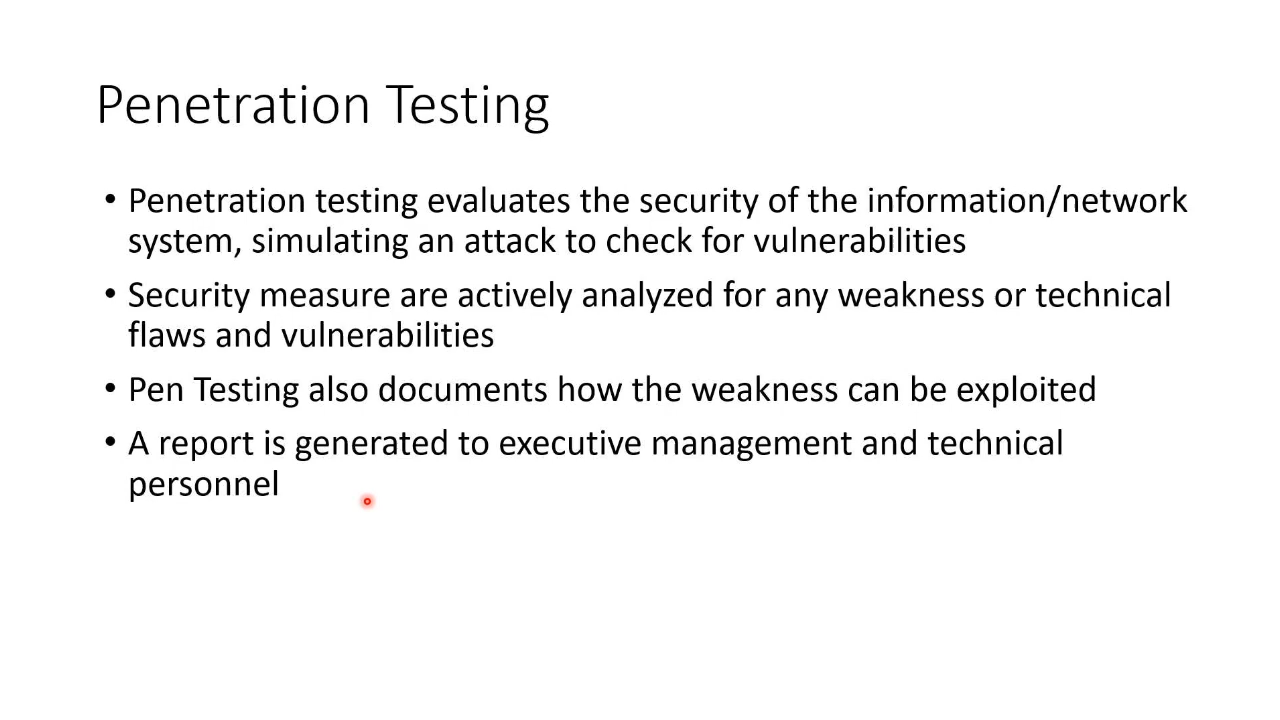 Penetration Testing
• Penetration testing evaluates the security of the information/network
system, simulating an attack to check for vulnerabilities
• Security measure are actively analyzed for any weakness or technical
flaws and vulnerabilities
• Pen Testing also documents how the weakness can be exploited
• A report is generated to executive management and technical
personnel